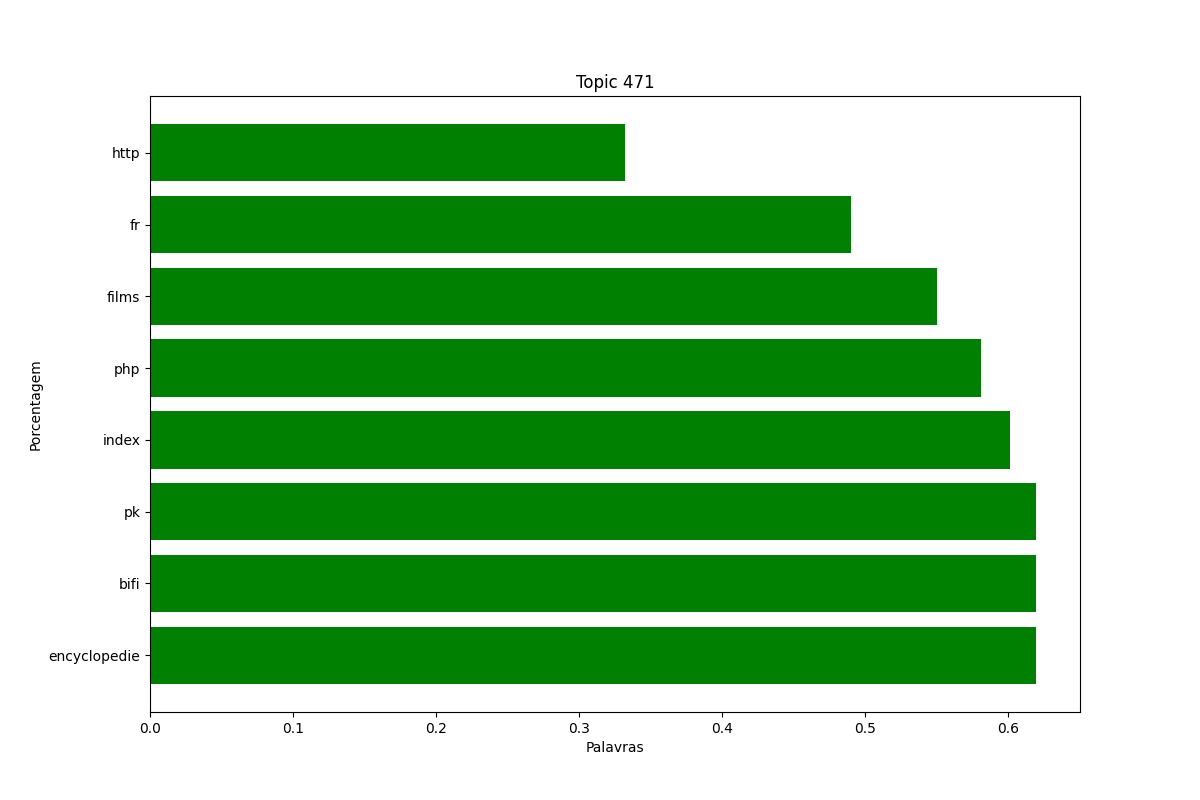 Topic 471
http
fr
films
php
index
pk
bifi
encyclopedie
Porcentagem
0.0 0.1 0.2 0.3 0.4 0.5 0.6
Palavras